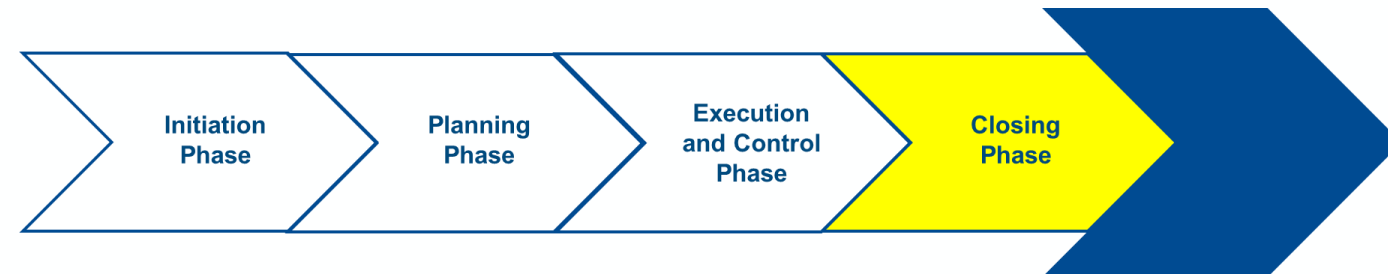 Initiation
Phase
Planning
Phase
Execution
and Control
Phase
Closing
Phase